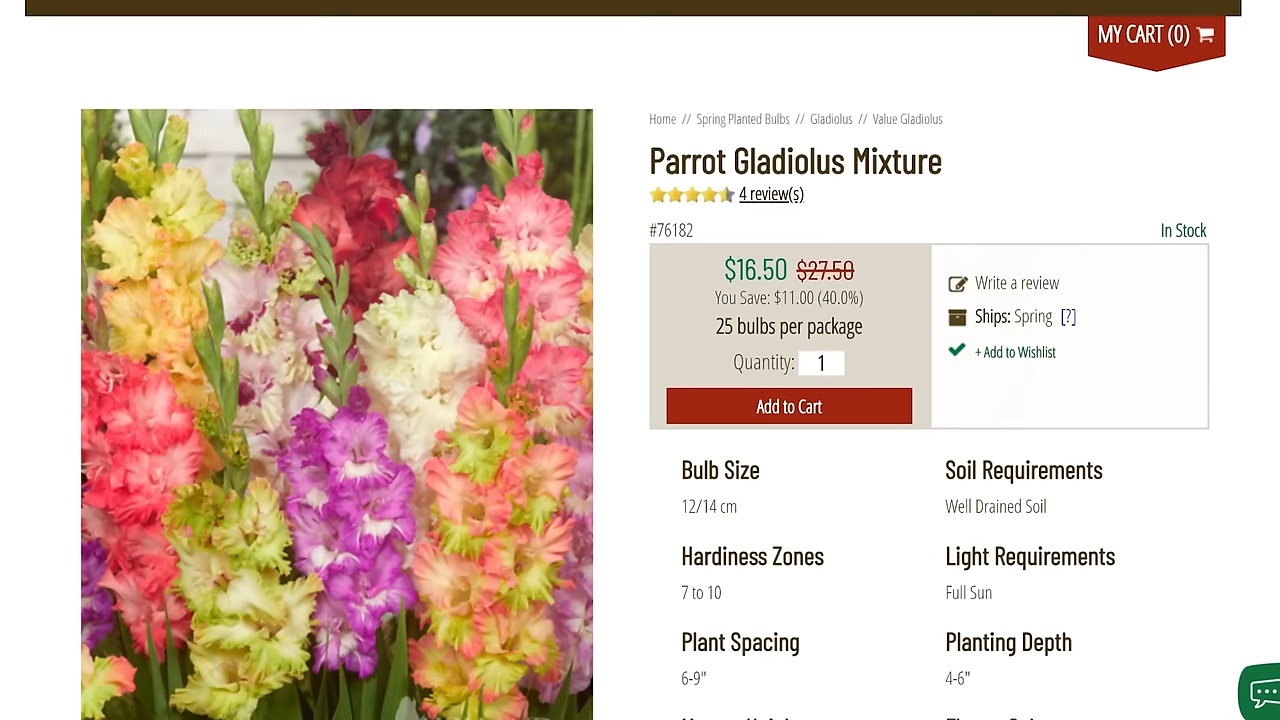 MY CART (0)
Home // Spring Planted Bulbs // Gladiolus // Value Gladiolus
Parrot Gladiolus Mixture
4 review(s)
#76182
In Stock
$16.50 $27.50
You Save: $11.00 (40.0%)
25 bulbs per package
Quantity: 1
Add to Cart
Write a review
Ships: Spring [?]
+ Add to Wishlist
Bulb Size
12/14 cm
Soil Requirements
Well Drained Soil
Hardiness Zones
7 to 10
Light Requirements
Full Sun
Plant Spacing
6-9"
Planting Depth
4-6"